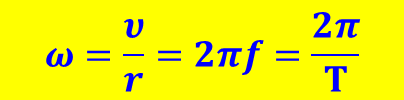 ω = υ/r = 2πf = 2π/T